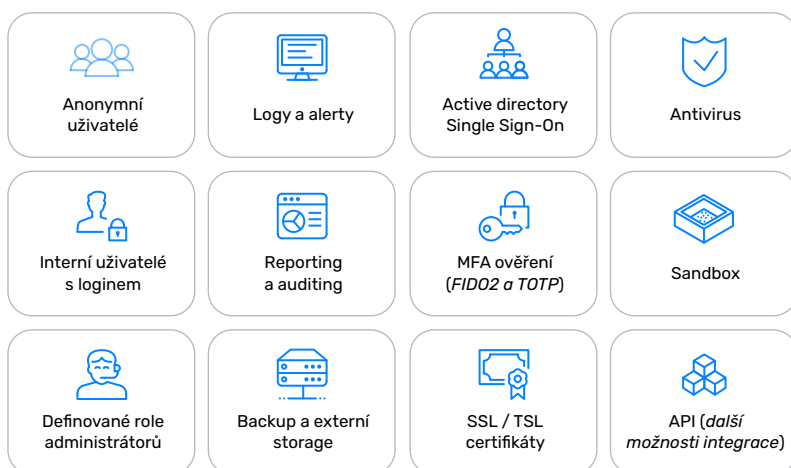 Anonymní
uživatelé
Logy a alerty
Active directory
Single Sign-On
Antivirus
Interní uživatelé
s loginem
Reporting
a auditing
MFA ověření
(FIDO2 a TOTP)
Sandbox
Definované role
administrátorů
Backup a externí
storage
SSL / TSL
certifikáty
API (další
možnosti integrace)